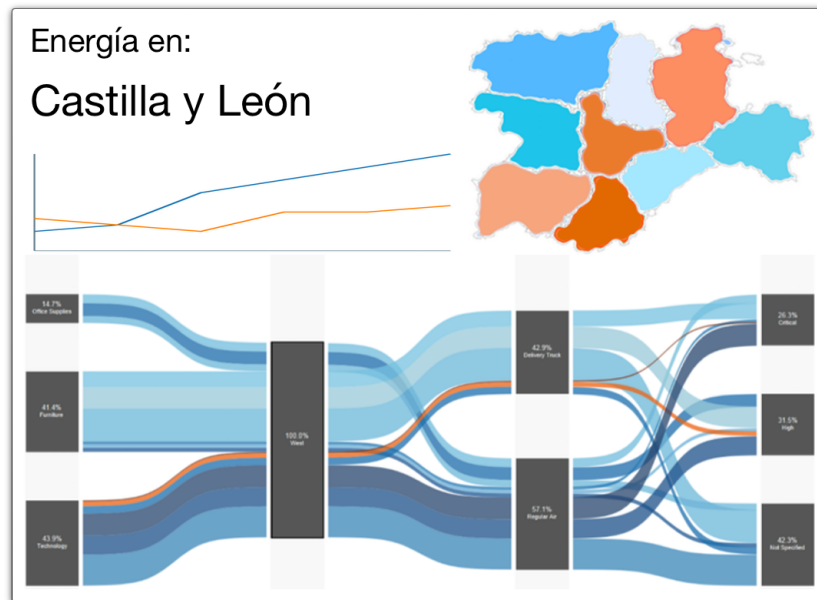 Energía en:
Castilla y León
14.7%
Office Supplies
41.4%
Furniture
43.9%
Technology
100.0%
West
42.9%
Delivery Truck
57.1%
Regular Air
26.3%
Critical
31.5%
High
42.3%
Not Specified